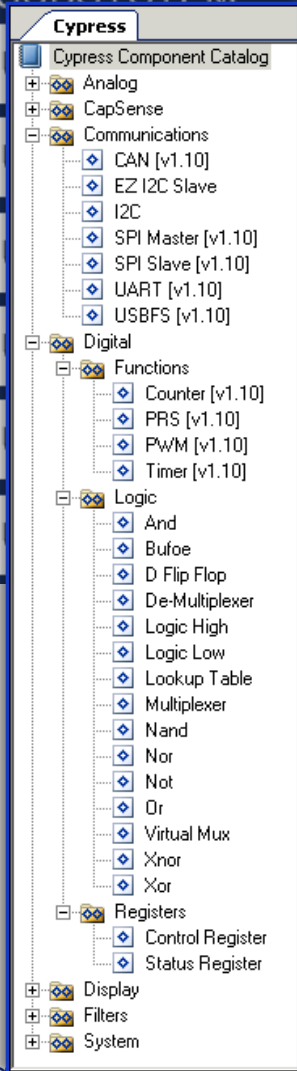 Cypress
Cypress Component Catalog
Analog
CapSense
Communications
CAN [v1.10]
EZ I2C Slave
I2C
SPI Master [v1.10]
SPI Slave [v1.10]
UART [v1.10]
USBFS [v1.10]
Digital
Functions
Counter [v1.10]
PRS [v1.10]
PWM [v1.10]
Timer [v1.10]
Logic
And
Bufoe
D Flip Flop
De-Multiplexer
Logic High
Logic Low
Lookup Table
Multiplexer
Nand
Nor
Not
Or
Virtual Mux
Xnor
Xor
Registers
Control Register
Status Register
Display
Filters
System